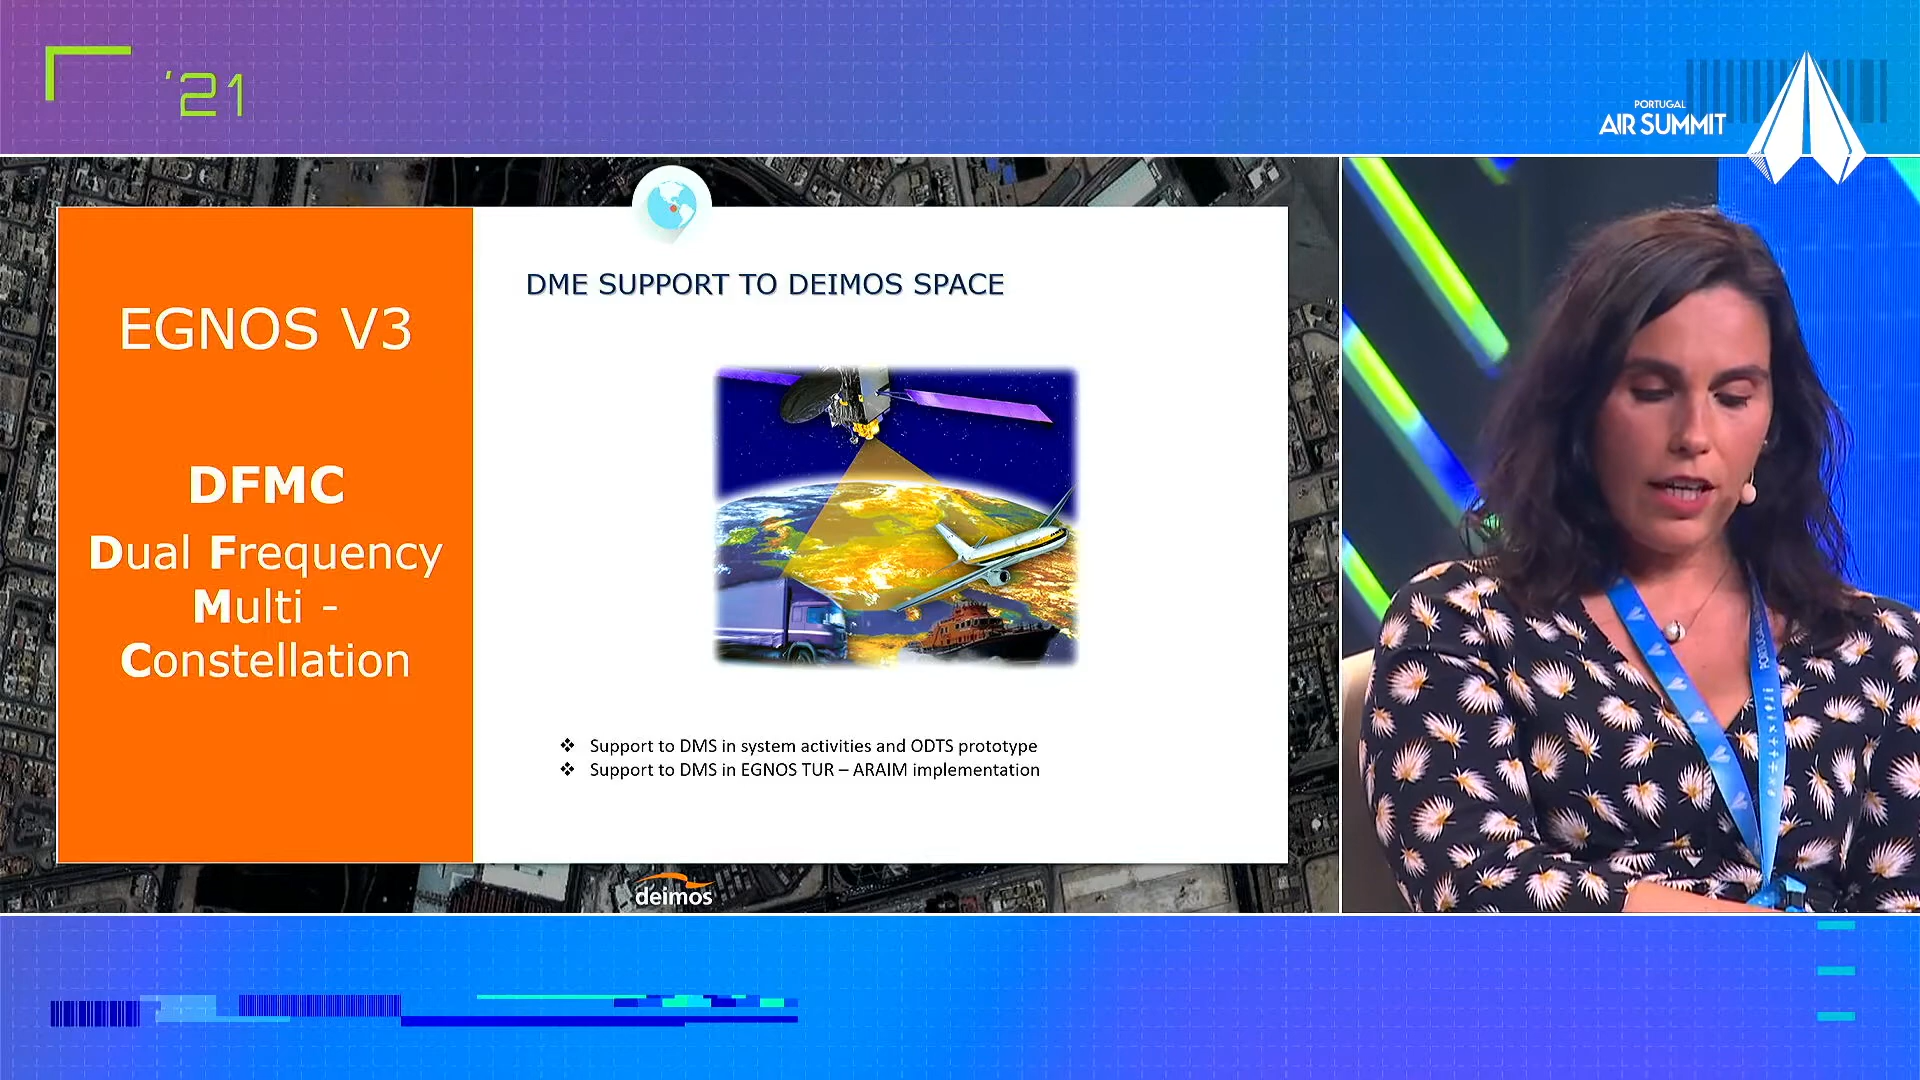 '21
PORTUGAL
AIR SUMMIT
EGNOS V3
DFMC
Dual Frequency
Multi -
Constellation
DME SUPPORT TO DEIMOS SPACE
❖ Support to DMS in system activities and ODTS prototype
❖ Support to DMS in EGNOS TUR – ARAIM implementation
deimos